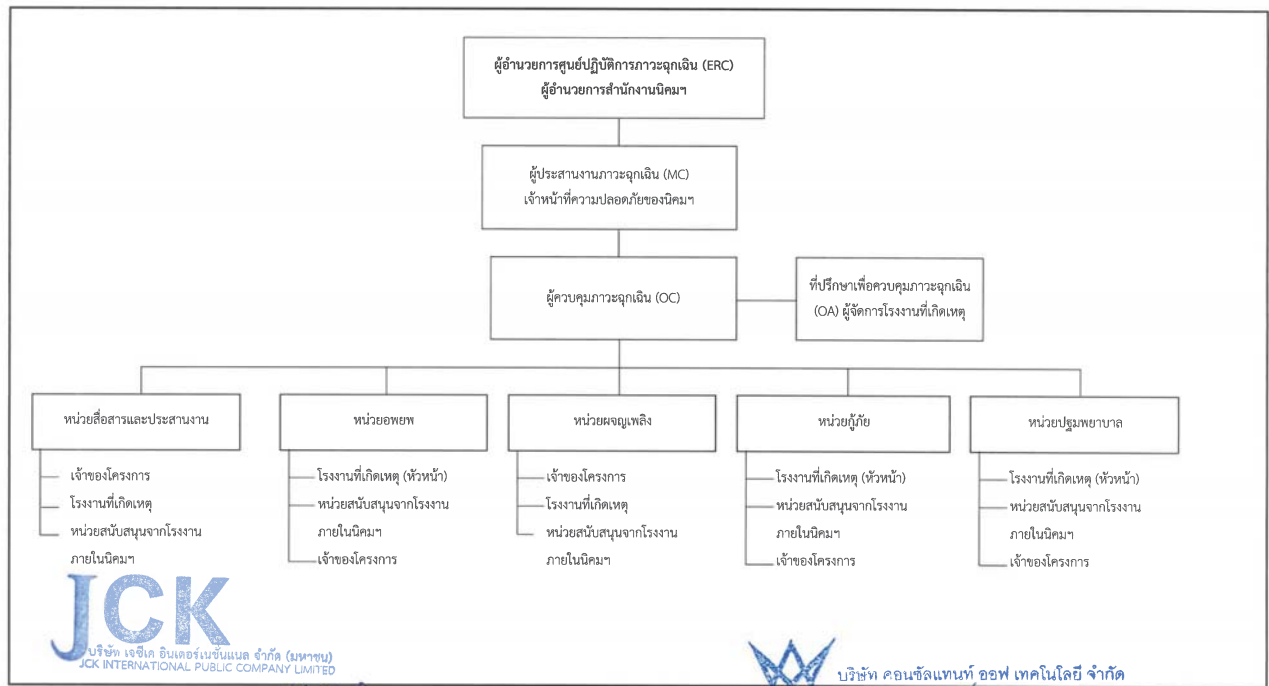 ผู้อำนวยการศูนย์ปฏิบัติการภาวะฉุกเฉิน (ERC)
ผู้อำนวยการสำนักงานนิคมฯ
ผู้ประสานงานภาวะฉุกเฉิน (MC)
เจ้าหน้าที่ความปลอดภัยของนิคมฯ
ผู้ควบคุมภาวะฉุกเฉิน (OC)
ที่ปรึกษาเพื่อควบคุมภาวะฉุกเฉิน
(OA) ผู้จัดการโรงงานที่เกิดเหตุ
หน่วยสื่อสารและประสานงาน
เจ้าของโครงการ
โรงงานที่เกิดเหตุ
หน่วยสนับสนุนจากโรงงาน
ภายในนิคมฯ
หน่วยอพยพ
โรงงานที่เกิดเหตุ (หัวหน้า)
หน่วยสนับสนุนจากโรงงาน
ภายในนิคมฯ
เจ้าของโครงการ
หน่วยผจญเพลิง
เจ้าของโครงการ
โรงงานที่เกิดเหตุ
หน่วยสนับสนุนจากโรงงาน
ภายในนิคมฯ
หน่วยกู้ภัย
โรงงานที่เกิดเหตุ (หัวหน้า)
หน่วยสนับสนุนจากโรงงาน
ภายในนิคมฯ
เจ้าของโครงการ
หน่วยปฐมพยาบาล
โรงงานที่เกิดเหตุ (หัวหน้า)
หน่วยสนับสนุนจากโรงงาน
ภายในนิคมฯ
เจ้าของโครงการ
JCK
บริษัท เจซีเค อินเตอร์เนชั่นแนล จำกัด (มหาชน)
JCK INTERNATIONAL PUBLIC COMPANY LIMITED
บริษัท คอนซัลแทนท์ ออฟ เทคโนโลยี จำกัด